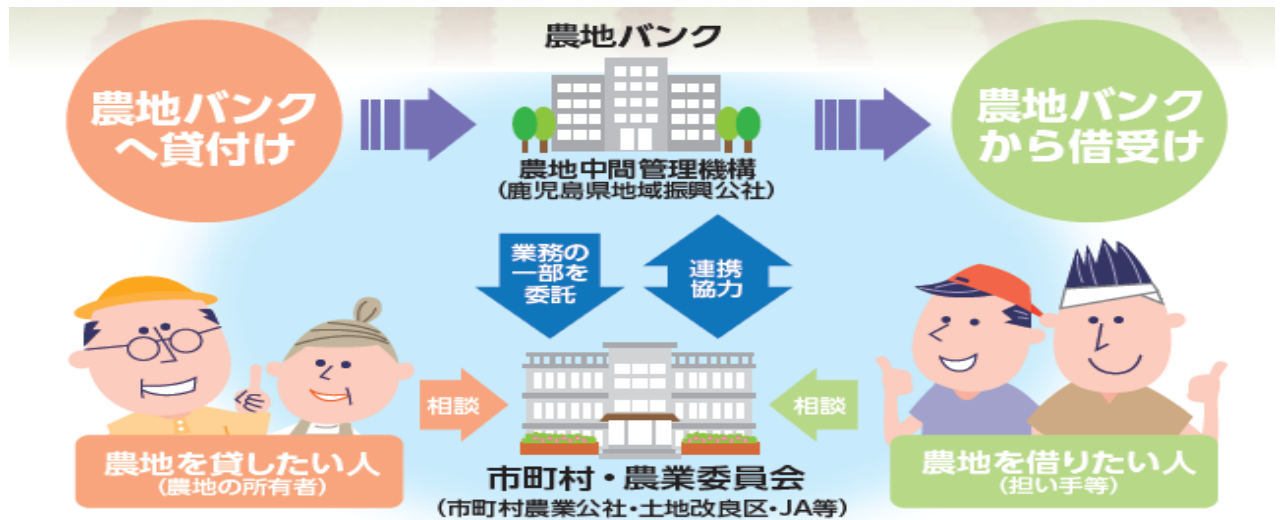 農地バンク
農地バンク
へ貸付け
農地バンク
から借受け
農地中間管理機構
(鹿児島県地域振興公社)
業務の
一部を
委託
連携
協力
相談
相談
農地を貸したい人
(農地の所有者)
市町村・農業委員会
(市町村農業公社・土地改良区・JA等)
農地を借りたい人
(担い手等)